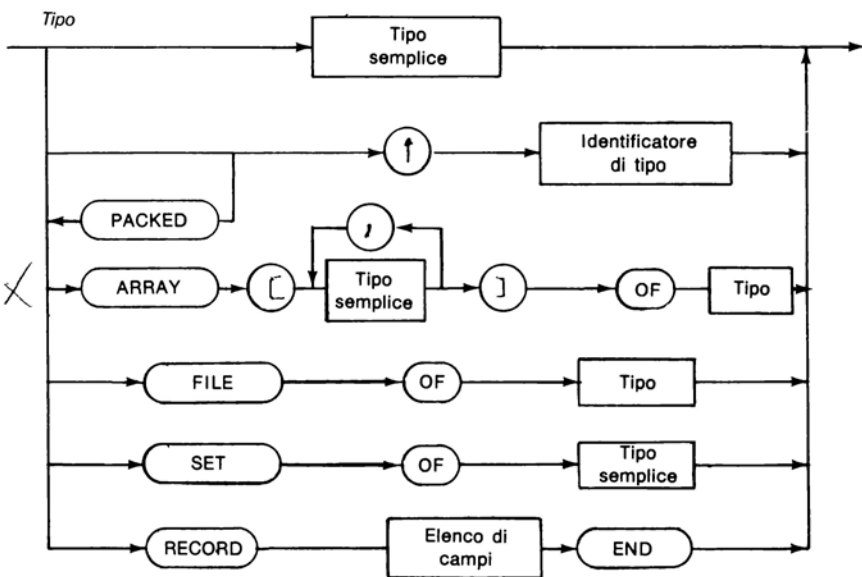 Tipo
Tipo
semplice
↑
Identificatore
di tipo
PACKED
,
ARRAY
[
Tipo
semplice
]
OF
Tipo
FILE
OF
Tipo
SET
OF
Tipo
semplice
RECORD
Elenco di
campi
END